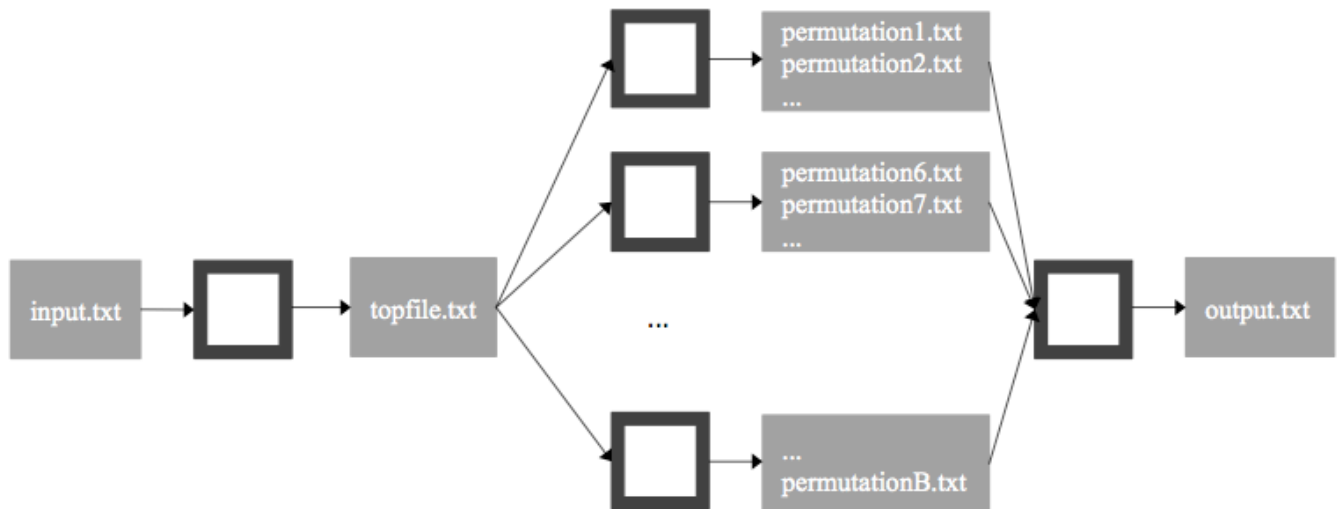 permutation1.txt
permutation2.txt
...
permutation6.txt
permutation7.txt
...
input.txt
topfile.txt
...
output.txt
...
permutationB.txt